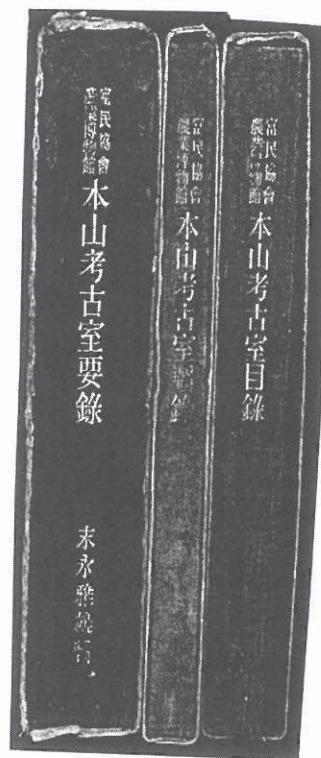 富民協會
農業博物館
本山考古室目錄
富民協會
農業博物館
本山考古室錄
富民協會
農業博物館
本山考古室要錄
末永雅